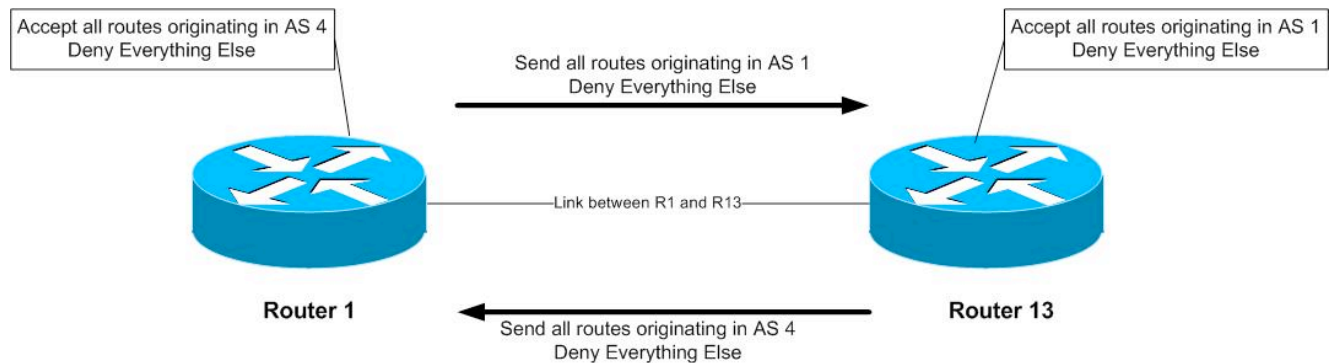 Accept all routes originating in AS 4
Deny Everything Else
Accept all routes originating in AS 1
Deny Everything Else
Send all routes originating in AS 1
Deny Everything Else
Link between R1 and R13
Router 1
Router 13
Send all routes originating in AS 4
Deny Everything Else